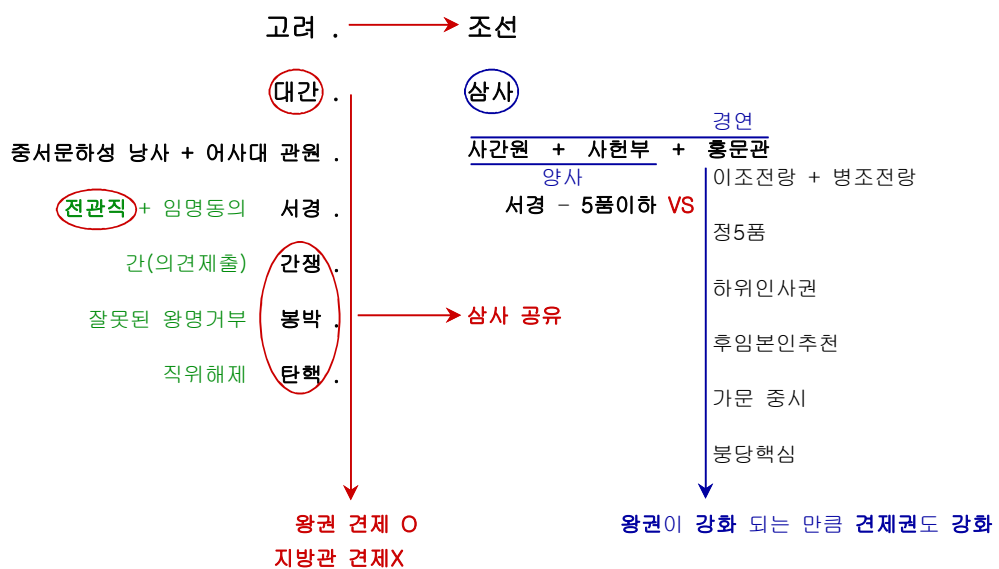 고려 . 조선
대간 . 삼사
경연
중서문하성 낭사 + 어사대 관원 . 사간원 + 사헌부 + 홍문관
양사 이조전랑 + 병조전랑
전관직 + 임명동의 서경 . 서경 - 5품이하 VS
정5품
간(의견제출) 간쟁 .
하위인사권
잘못된 왕명거부 봉박 . 삼사 공유
후임본인추천
직위해제 탄핵 .
가문 중시
붕당핵심
왕권 견제 O 왕권이 강화 되는 만큼 견제권도 강화
지방관 견제X